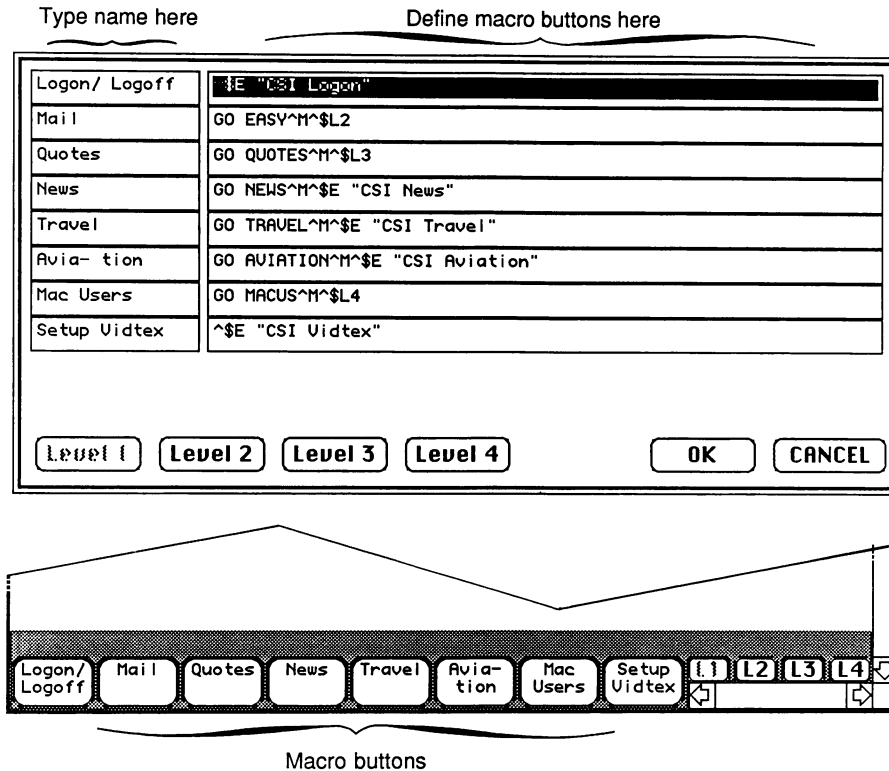 Type name here
Define macro buttons here
Logon/ Logoff ^$E "CSI Logon"
Mail GO EASY^M^$L2
Quotes GO QUOTES^M^$L3
News GO NEWS^M^$E "CSI News"
Travel GO TRAVEL^M^$E "CSI Travel"
Avia- tion GO AVIATION^M^$E "CSI Aviation"
Mac Users GO MACUS^M^$L4
Setup Vidtex ^$E "CSI Vidtex"
Level 1 Level 2 Level 3 Level 4 OK CANCEL
Logon/ Logoff Mail Quotes News Travel Avia- tion Mac Users Setup Vidtex L1 L2 L3 L4
Macro buttons